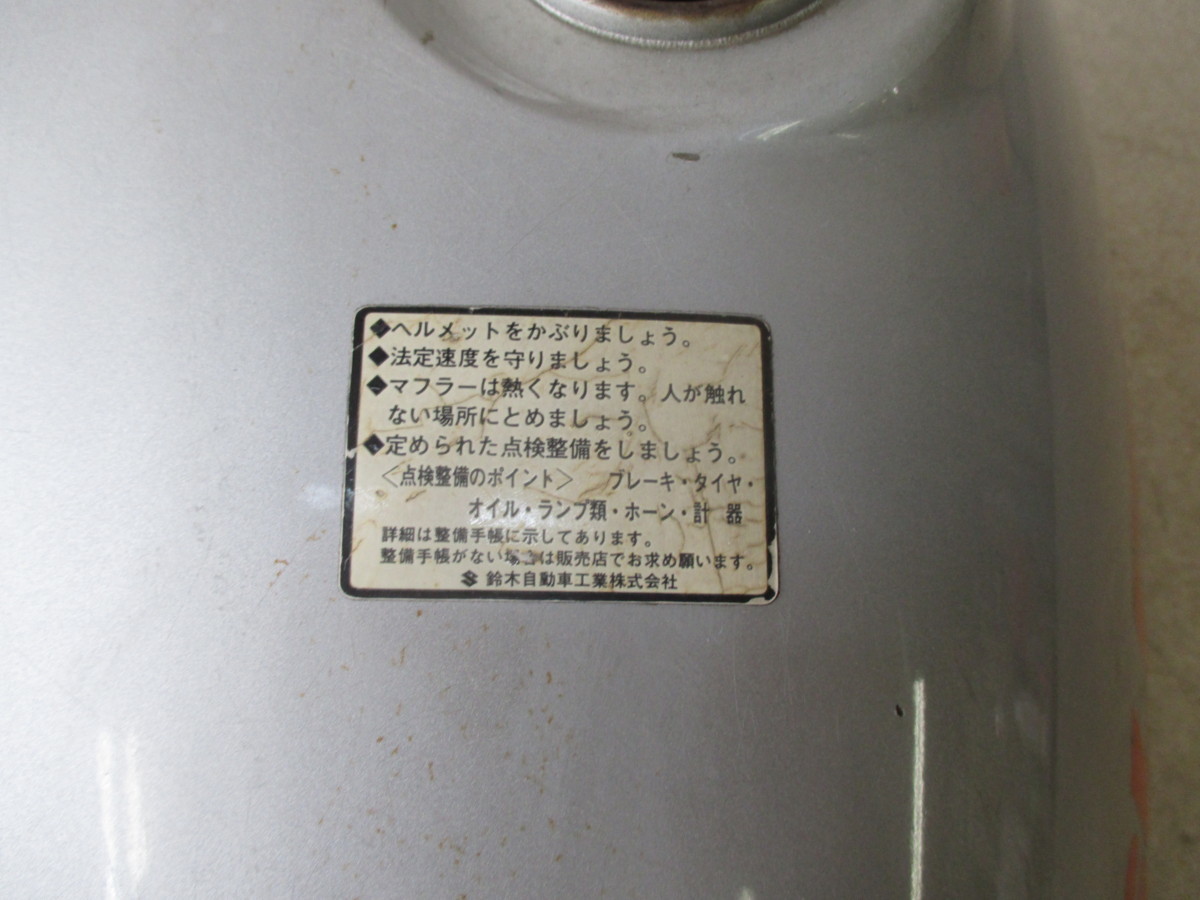 ◆ヘルメットをかぶりましょう。
◆法定速度を守りましょう。
◆マフラーは熱くなります。人が触れ
ない場所にとめましょう。
◆定められた点検整備をしましょう。
〈点検整備のポイント〉 ブレーキ・タイヤ・
オイル・ランプ類・ホーン・計 器
詳細は整備手帳に示してあります。
整備手帳がない場合は販売店でお求め願います。
鈴木自動車工業株式会社